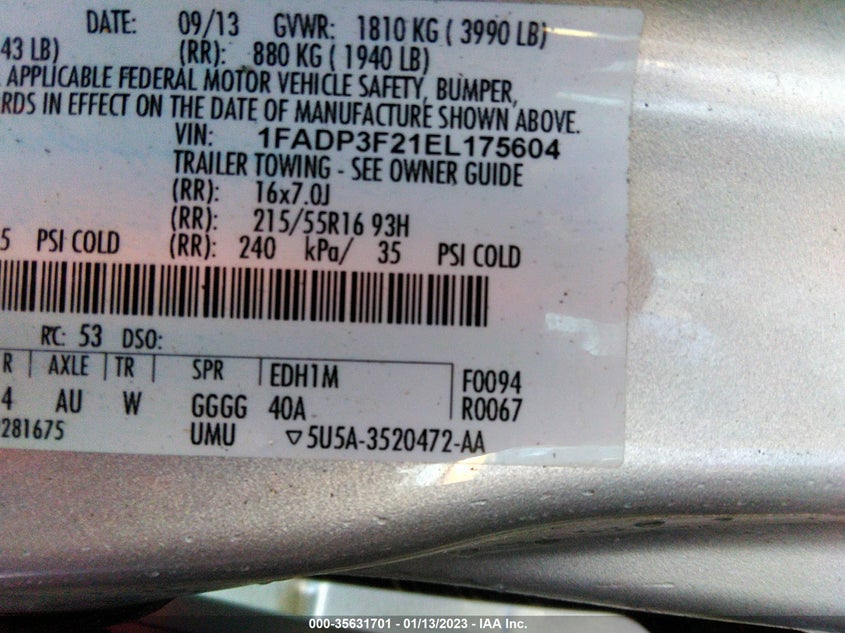 DATE: 09/13 GVWR: 1810 KG ( 3990 LB)
43 LB) (RR): 880 KG ( 1940 LB)
APPLICABLE FEDERAL MOTOR VEHICLE SAFETY, BUMPER,
RDS IN EFFECT ON THE DATE OF MANUFACTURE SHOWN ABOVE.
VIN: 1FADP3F21EL175604
TRAILER TOWING - SEE OWNER GUIDE
(RR): 16x7.0J
(RR): 215/55R16 93H
5 PSI COLD (RR): 240 kPa/ 35 PSI COLD
RC: 53 DSO:
R AXLE TR SPR EDH1M F0094
4 AU W GGGG 40A R0067
281675 UMU ▽5U5A-3520472-AA
000-35631701 - 01/13/2023 - IAA Inc.